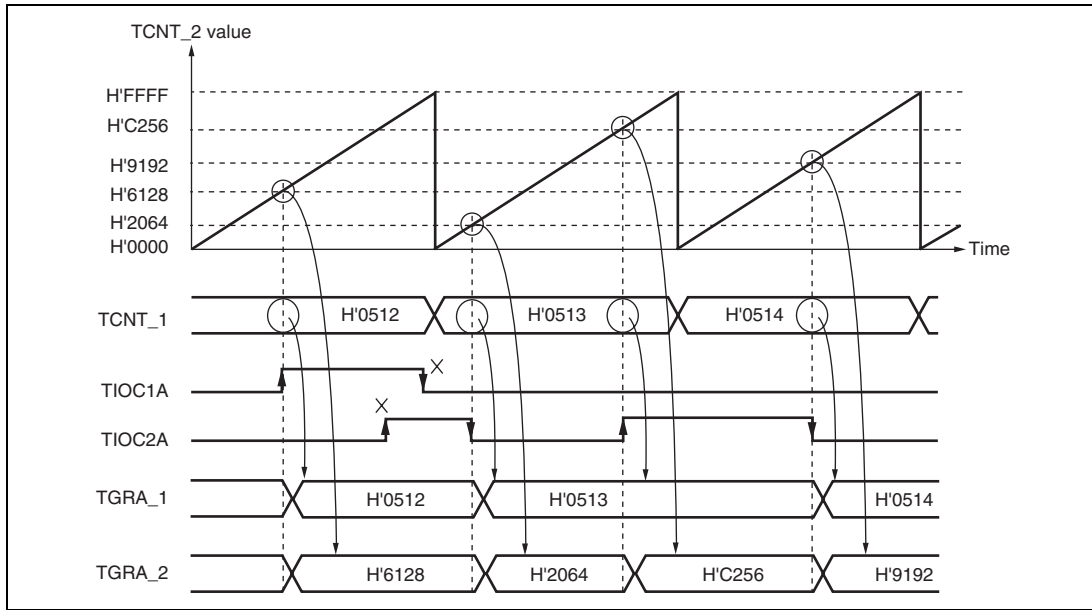 TCNT_2 value
H'FFFF
H'C256
H'9192
H'6128
H'2064
H'0000
Time
TCNT_1 H'0512 H'0513 H'0514
TIOC1A
TIOC2A
TGRA_1 H'0512 H'0513 H'0514
TGRA_2 H'6128 H'2064 H'C256 H'9192